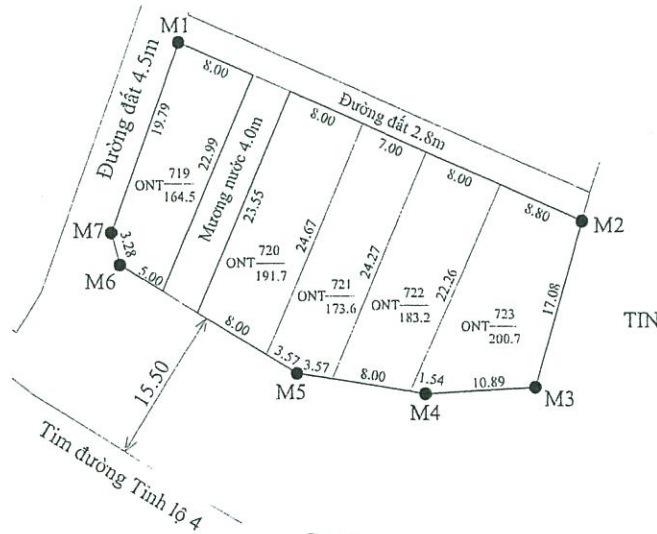 M1
Đường đất 4.5m
8.00
Đường đất 2.8m
19.79
8.00
7.00
8.00
8.80
M2
ONT 719
164.5
22.99
Mương nước 4.0m
23.55
M7
3.28
M6
5.00
ONT 720
191.7
24.67
ONT 721
173.6
24.27
ONT 722
183.2
22.26
ONT 723
200.7
17.08
TIN
8.00
3.57
3.57
M5
8.00
1.54
M4
10.89
M3
15.50
Tim đường Tỉnh lộ 4